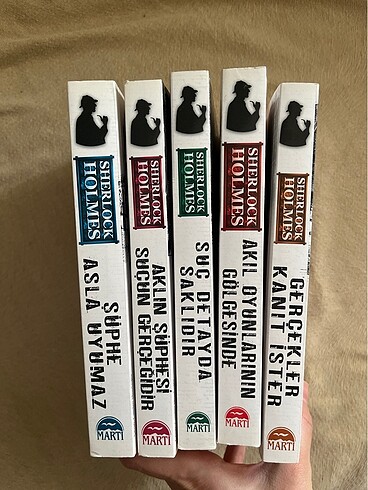 SHERLOCK
HOLMES
ŞÜPHE
ASLA UYUMAZ
MARTI
SHERLOCK
HOLMES
AKLIN ŞÜPHESİ
SUÇUN GERÇEĞİDİR
MARTI
SHERLOCK
HOLMES
SUÇ DETAYDA
SAKLIDIR
MARTI
SHERLOCK
HOLMES
AKIL OYUNLARININ
GÖLGESİNDE
MARTI
SHERLOCK
HOLMES
GERÇEKLER
KANIT İSTER
MARTI